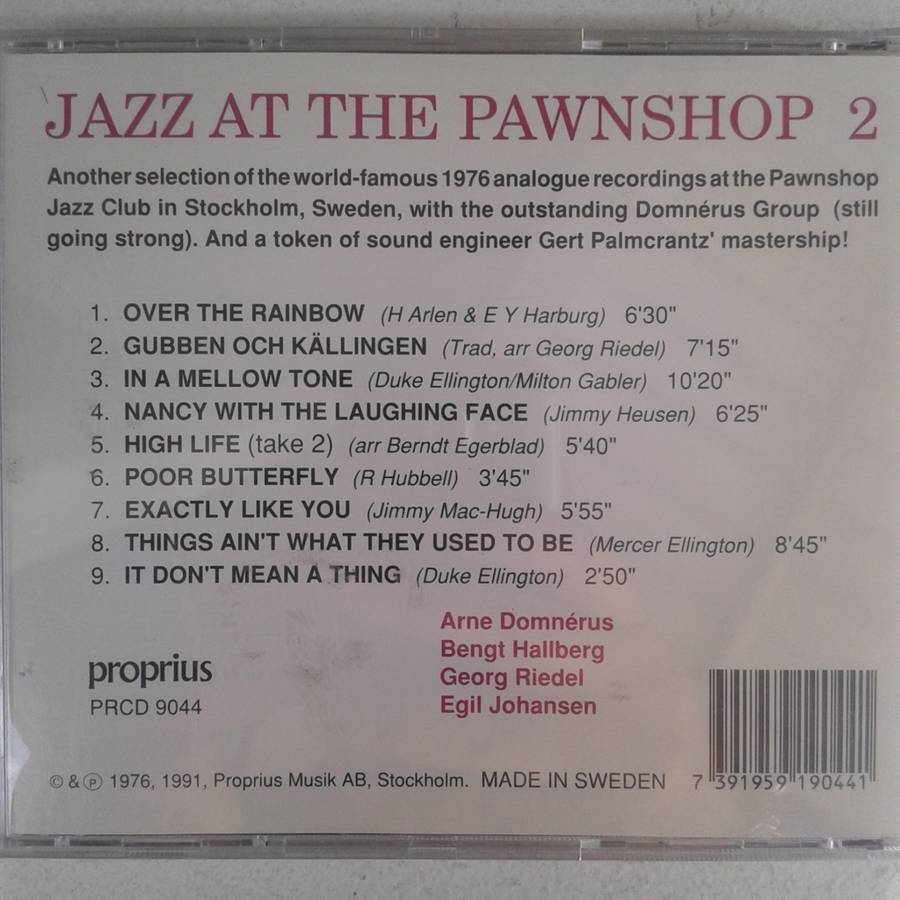 JAZZ AT THE PAWNSHOP 2
Another selection of the world-famous 1976 analogue recordings at the Pawnshop
Jazz Club in Stockholm, Sweden, with the outstanding Domnérus Group (still
going strong). And a token of sound engineer Gert Palmcrantz' mastership!
1. OVER THE RAINBOW (H Arlen & E Y Harburg) 6'30"
2. GUBBEN OCH KÄLLINGEN (Trad, arr Georg Riedel) 7'15"
3. IN A MELLOW TONE (Duke Ellington/Milton Gabler) 10'20"
4. NANCY WITH THE LAUGHING FACE (Jimmy Heusen) 6'25"
5. HIGH LIFE (take 2) (arr Berndt Egerblad) 5'40"
6. POOR BUTTERFLY (R Hubbell) 3'45"
7. EXACTLY LIKE YOU (Jimmy Mac-Hugh) 5'55"
8. THINGS AIN'T WHAT THEY USED TO BE (Mercer Ellington) 8'45"
9. IT DON'T MEAN A THING (Duke Ellington) 2'50"
Arne Domnérus
Bengt Hallberg
Georg Riedel
Egil Johansen
proprius
PRCD 9044
© & ℗ 1976, 1991, Proprius Musik AB, Stockholm. MADE IN SWEDEN
7 391959 190441